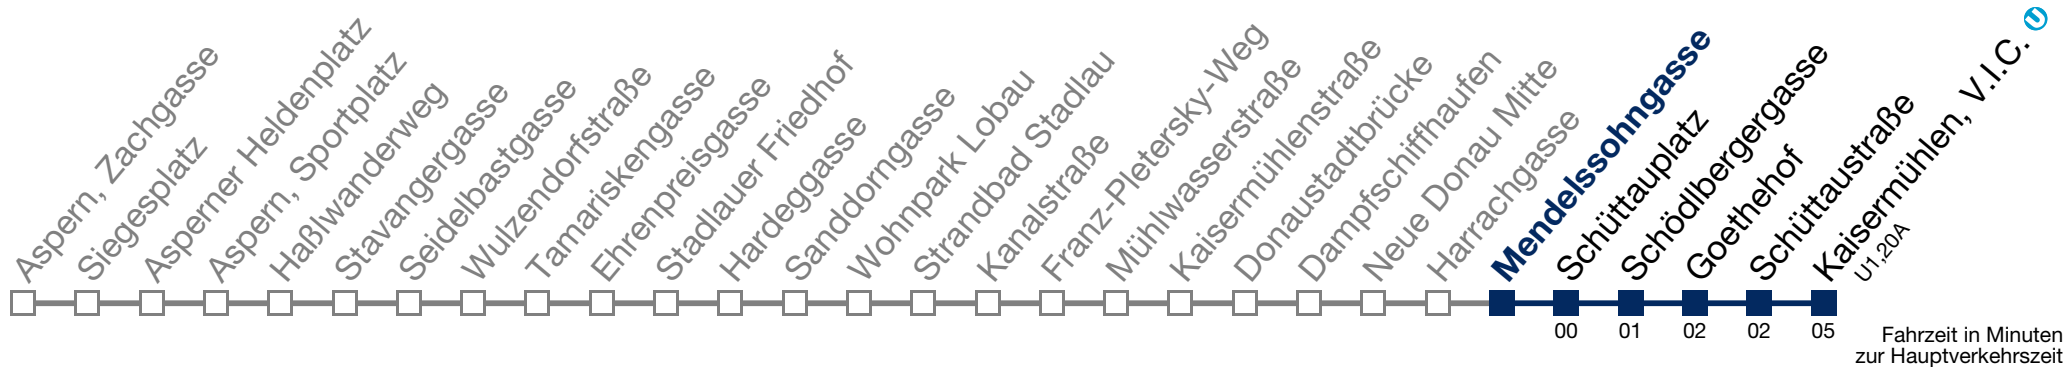 Aspern, Zachgasse
Siegesplatz
Asperner Heldenplatz
Aspern, Sportplatz
Haßlwanderweg
Stavangergasse
Seidelbastgasse
Wulzendorfstraße
Tamariskengasse
Ehrenpreisgasse
Stadlauer Friedhof
Hardeggasse
Sanddorngasse
Wohnpark Lobau
Strandbad Stadlau
Kanalstraße
Franz-Pletersky-Weg
Mühlwasserstraße
Kaisermühlenstraße
Donaustadtbrücke
Dampfschiffhaufen
Neue Donau Mitte
Harrachgasse
Mendelssohngasse
Schüttauplatz
Schödlbergergasse
Goethehof
Schüttaustraße
Kaisermühlen, V.I.C. U
U1,20A
00 01 02 02 05
Fahrzeit in Minuten
zur Hauptverkehrszeit